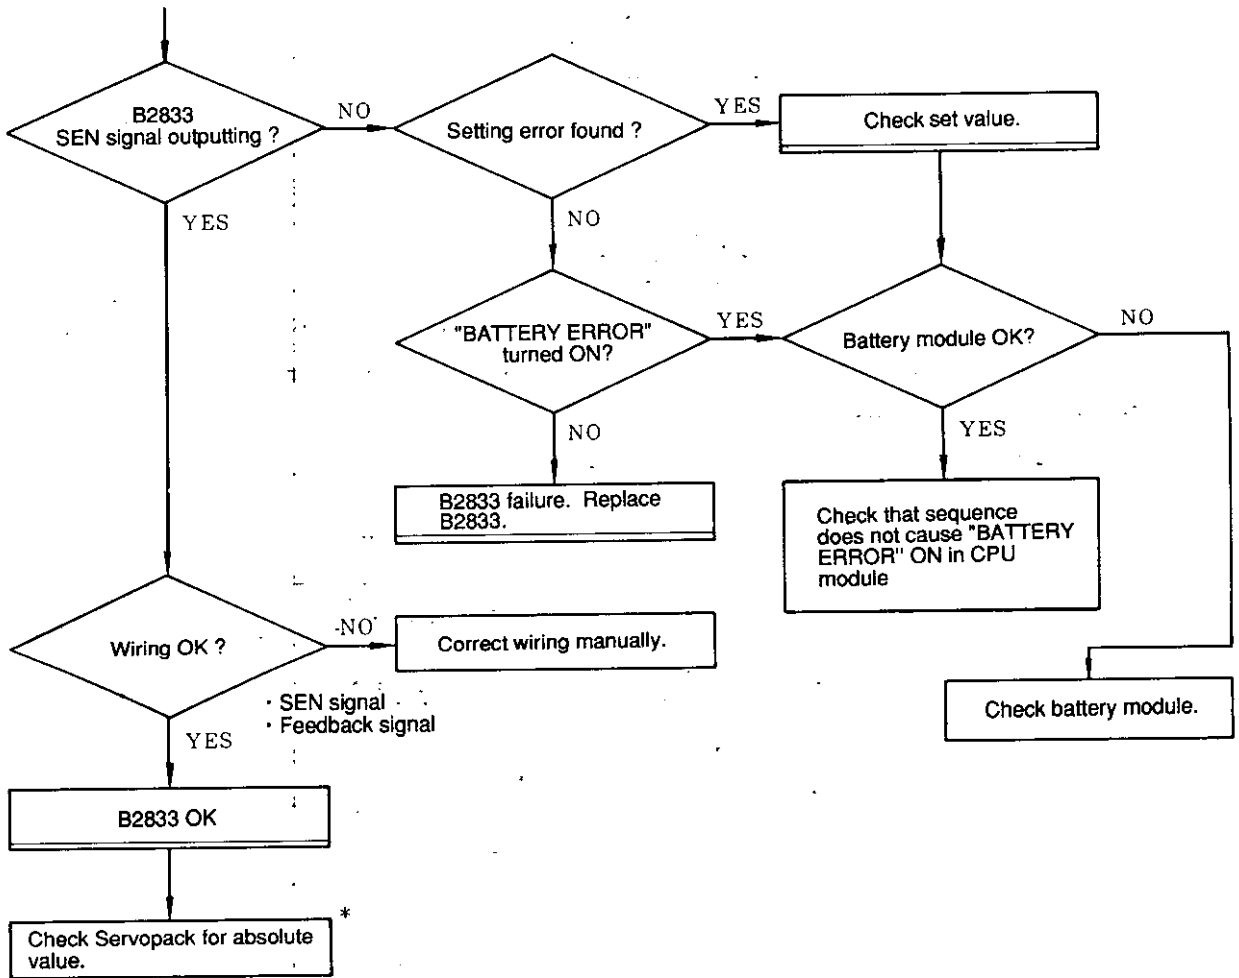 B2833
SEN signal outputting ?
NO
Setting error found ?
YES
Check set value.
YES
NO
"BATTERY ERROR"
turned ON?
YES
Battery module OK?
NO
NO
YES
B2833 failure. Replace
B2833.
Check that sequence
does not cause "BATTERY
ERROR" ON in CPU
module
Wiring OK ?
NO
Correct wiring manually.
· SEN signal
· Feedback signal
Check battery module.
YES
B2833 OK
*
Check Servopack for absolute
value.